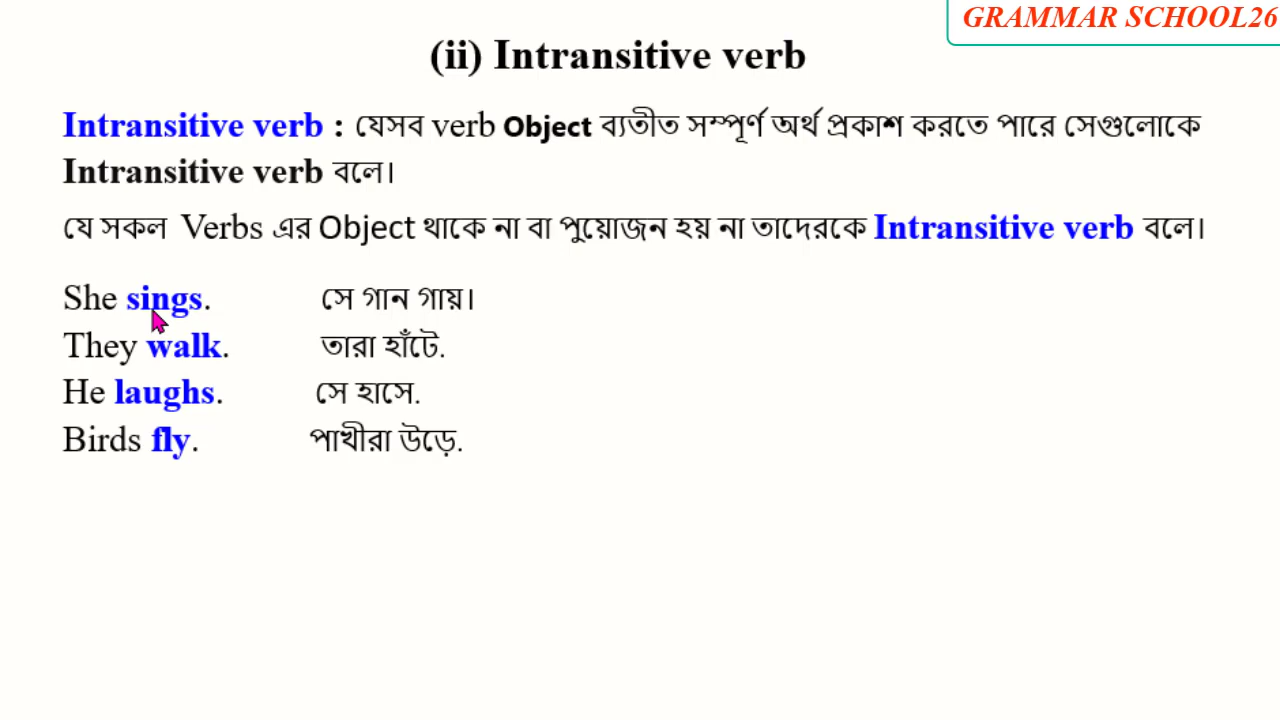 GRAMMAR SCHOOL26
(ii) Intransitive verb
Intransitive verb : যেসব verb Object ব্যতীত সম্পূর্ণ অর্থ প্রকাশ করতে পারে সেগুলোকে
Intransitive verb বলে।
যে সকল Verbs এর Object থাকে না বা পুয়োজন হয় না তাদেরকে Intransitive verb বলে।
She sings. সে গান গায়।
They walk. তারা হাঁটে.
He laughs. সে হাসে.
Birds fly. পাখীরা উড়ে.